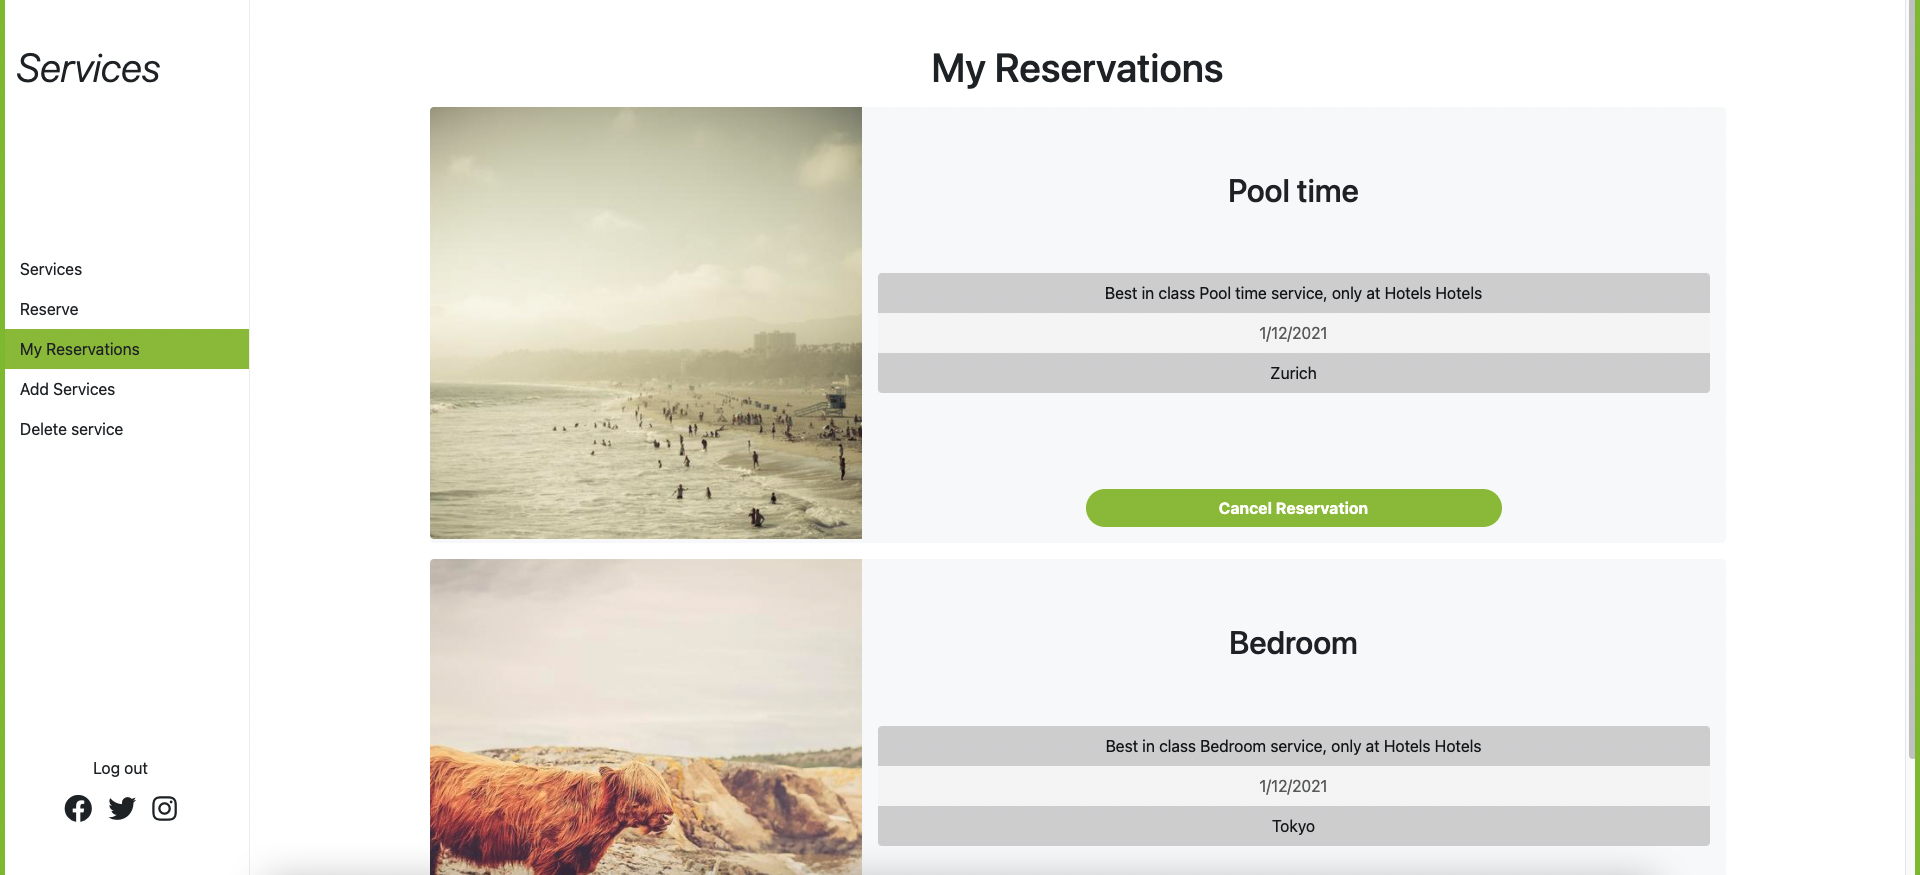 Services
Services
Reserve
My Reservations
Add Services
Delete service
Log out
My Reservations
Pool time
Best in class Pool time service, only at Hotels Hotels
1/12/2021
Zurich
Cancel Reservation
Bedroom
Best in class Bedroom service, only at Hotels Hotels
1/12/2021
Tokyo